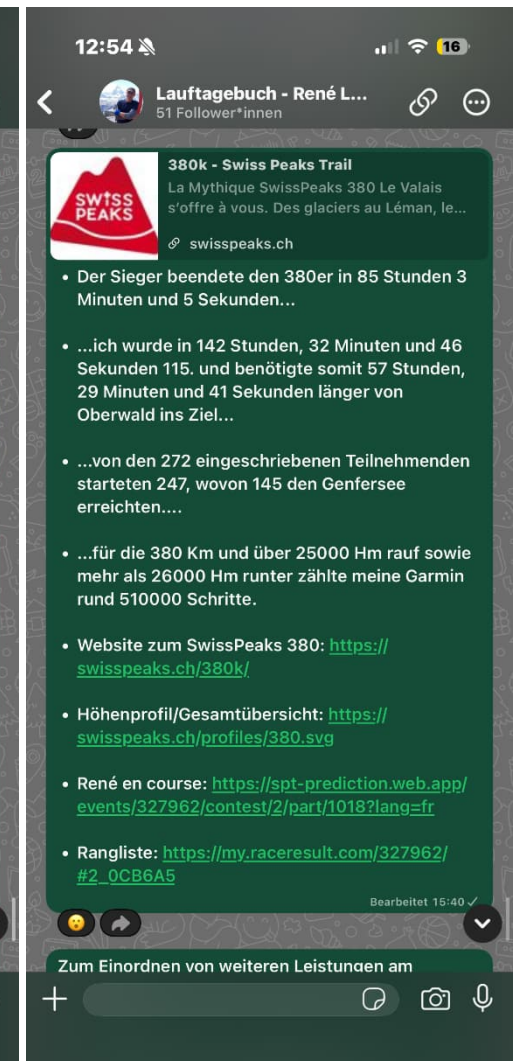 12:54
16
Lauftagebuch - René L...
51 Follower*innen
SWiSS
PEAKS
380k - Swiss Peaks Trail
La Mythique SwissPeaks 380 Le Valais
s'offre à vous. Des glaciers au Léman, le...
swisspeaks.ch
• Der Sieger beendete den 380er in 85 Stunden 3
Minuten und 5 Sekunden...
• ...ich wurde in 142 Stunden, 32 Minuten und 46
Sekunden 115. und benötigte somit 57 Stunden,
29 Minuten und 41 Sekunden länger von
Oberwald ins Ziel...
• ...von den 272 eingeschriebenen Teilnehmenden
starteten 247, wovon 145 den Genfersee
erreichten....
• ...für die 380 Km und über 25000 Hm rauf sowie
mehr als 26000 Hm runter zählte meine Garmin
rund 510000 Schritte.
• Website zum SwissPeaks 380: https://
swisspeaks.ch/380k/
• Höhenprofil/Gesamtübersicht: https://
swisspeaks.ch/profiles/380.svg
• René en course: https://spt-prediction.web.app/
events/327962/contest/2/part/1018?lang=fr
• Rangliste: https://my.raceresult.com/327962/
#2_0CB6A5
Bearbeitet 15:40
Zum Einordnen von weiteren Leistungen am